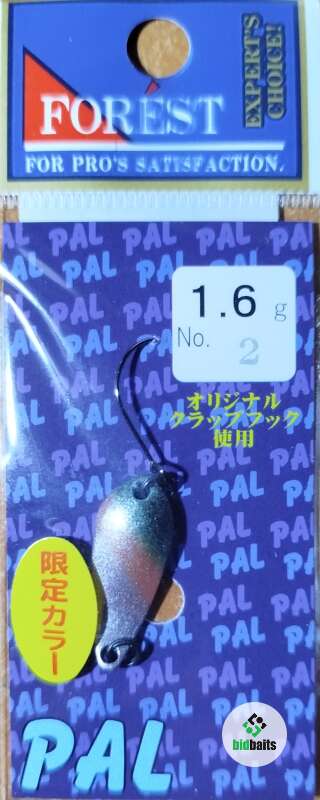 FOREST
EXPERT'S
CHOICE!
FOR PRO'S SATISFACTION.
1.6 g
No. 2
オリジナル
クラップフック
使用
限定カラー
PAL
bidbaits